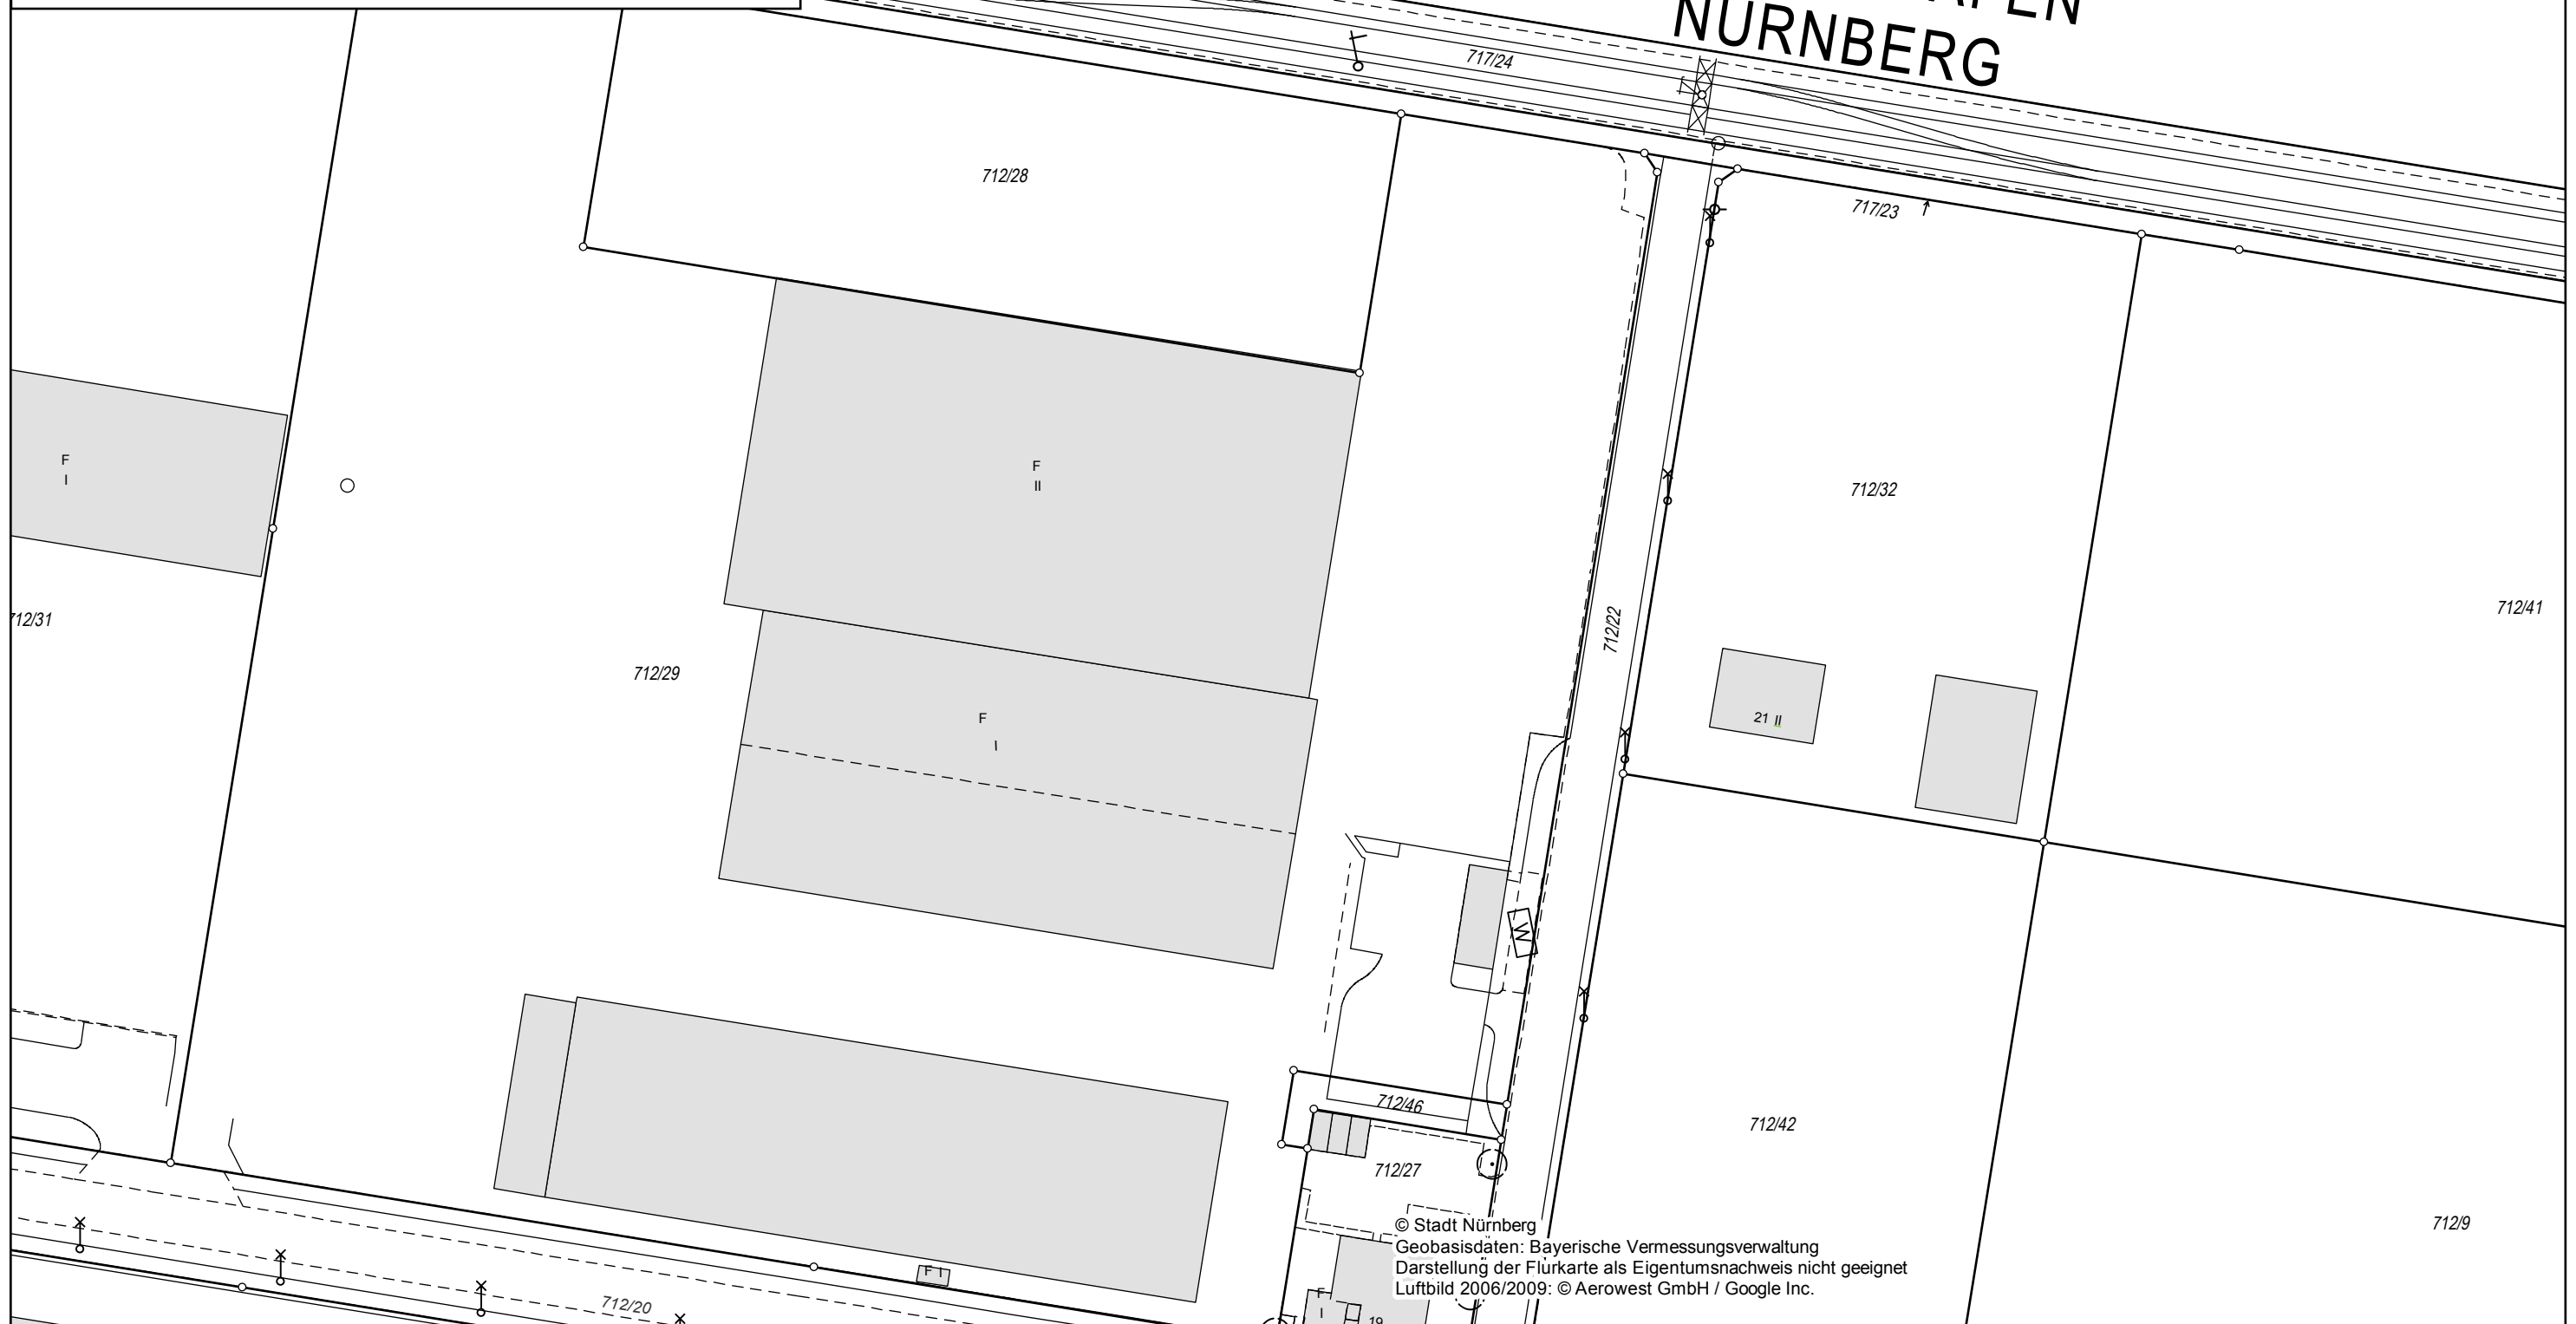 NÜRNBERG
717/24
712/28
717/23
F
II
F
I
712/32
712/41
712/31
712/22
712/29
F
I
21 II
W
712/46
712/42
712/27
712/9
© Stadt Nürnberg
Geobasisdaten: Bayerische Vermessungsverwaltung
Darstellung der Flurkarte als Eigentumsnachweis nicht geeignet
Luftbild 2006/2009: © Aerowest GmbH / Google Inc.
F I
712/20
F
I
19